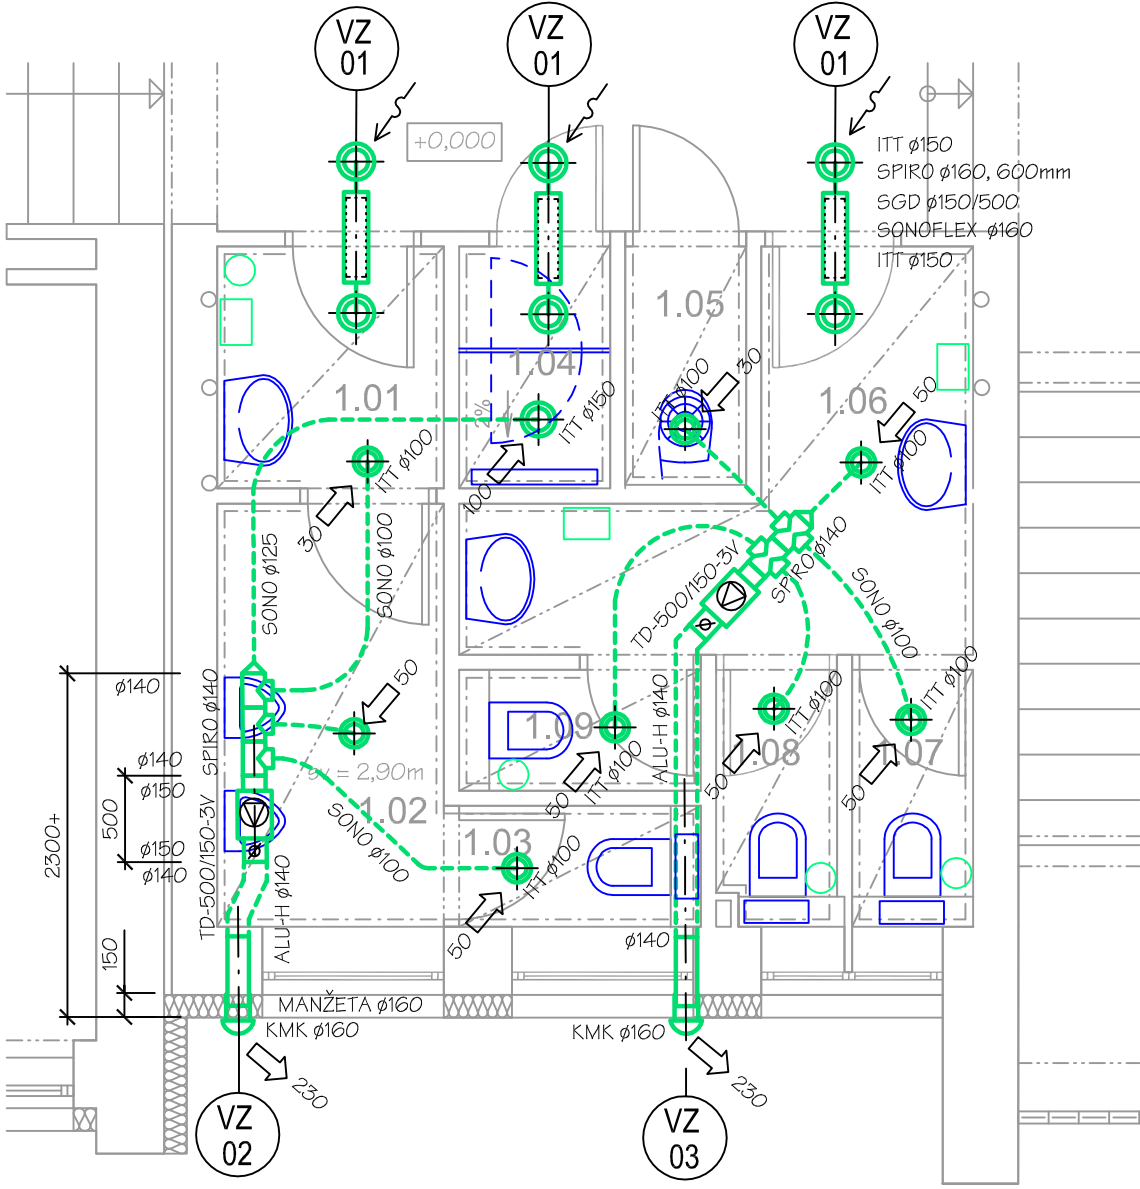 VZ
01
VZ
01
VZ
01
+0,000
ITT ø150
SPIRO ø160, 600mm
SGD ø150/500
SONOFLEX ø160
ITT ø150
1.05
1.04
1.01
1.06
2%
ITT ø100
30
ITT ø150
100
ITT ø100
30
50
ITT ø100
SONO ø125
SONO ø100
TD-500/150-3V
SPIRO ø140
SONO ø100
50
ø140
SPIRO ø140
ø140
ø150
500
2300+
ø150
ø140
TD-500/150-3V
ALU-H ø140
150
sv = 2,90m
1.02
SONO ø100
1.03
ITT ø100
50
1.09
ITT ø100
50
ALU-H ø140
ITT ø100
1.08
50
ITT ø100
1.07
50
ø140
MANŽETA ø160
KMK ø160
KMK ø160
230
230
VZ
02
VZ
03